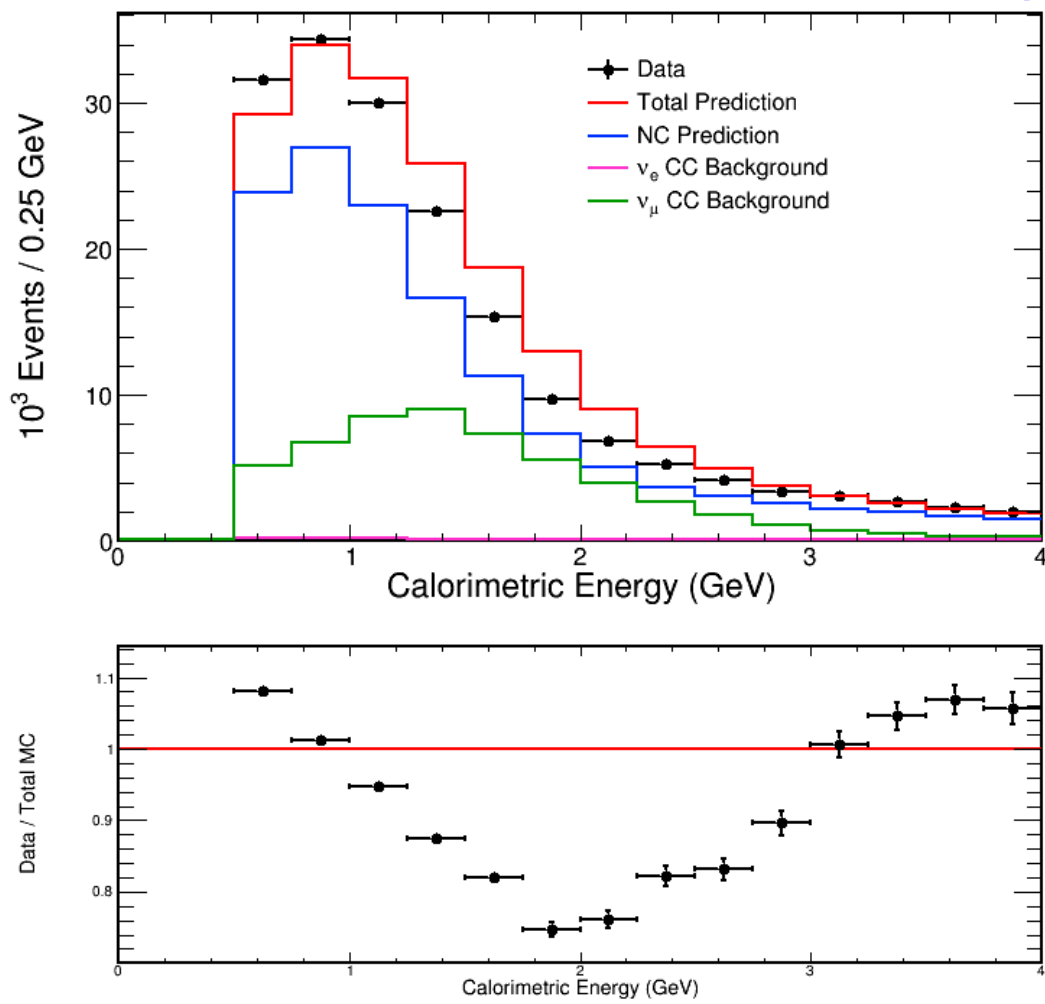 Data
Total Prediction
NC Prediction
νe CC Background
νμ CC Background
10³ Events / 0.25 GeV
30
20
10
0
0 1 2 3 4
Calorimetric Energy (GeV)
Data / Total MC
1.1
1
0.9
0.8
0 1 2 3 4
Calorimetric Energy (GeV)